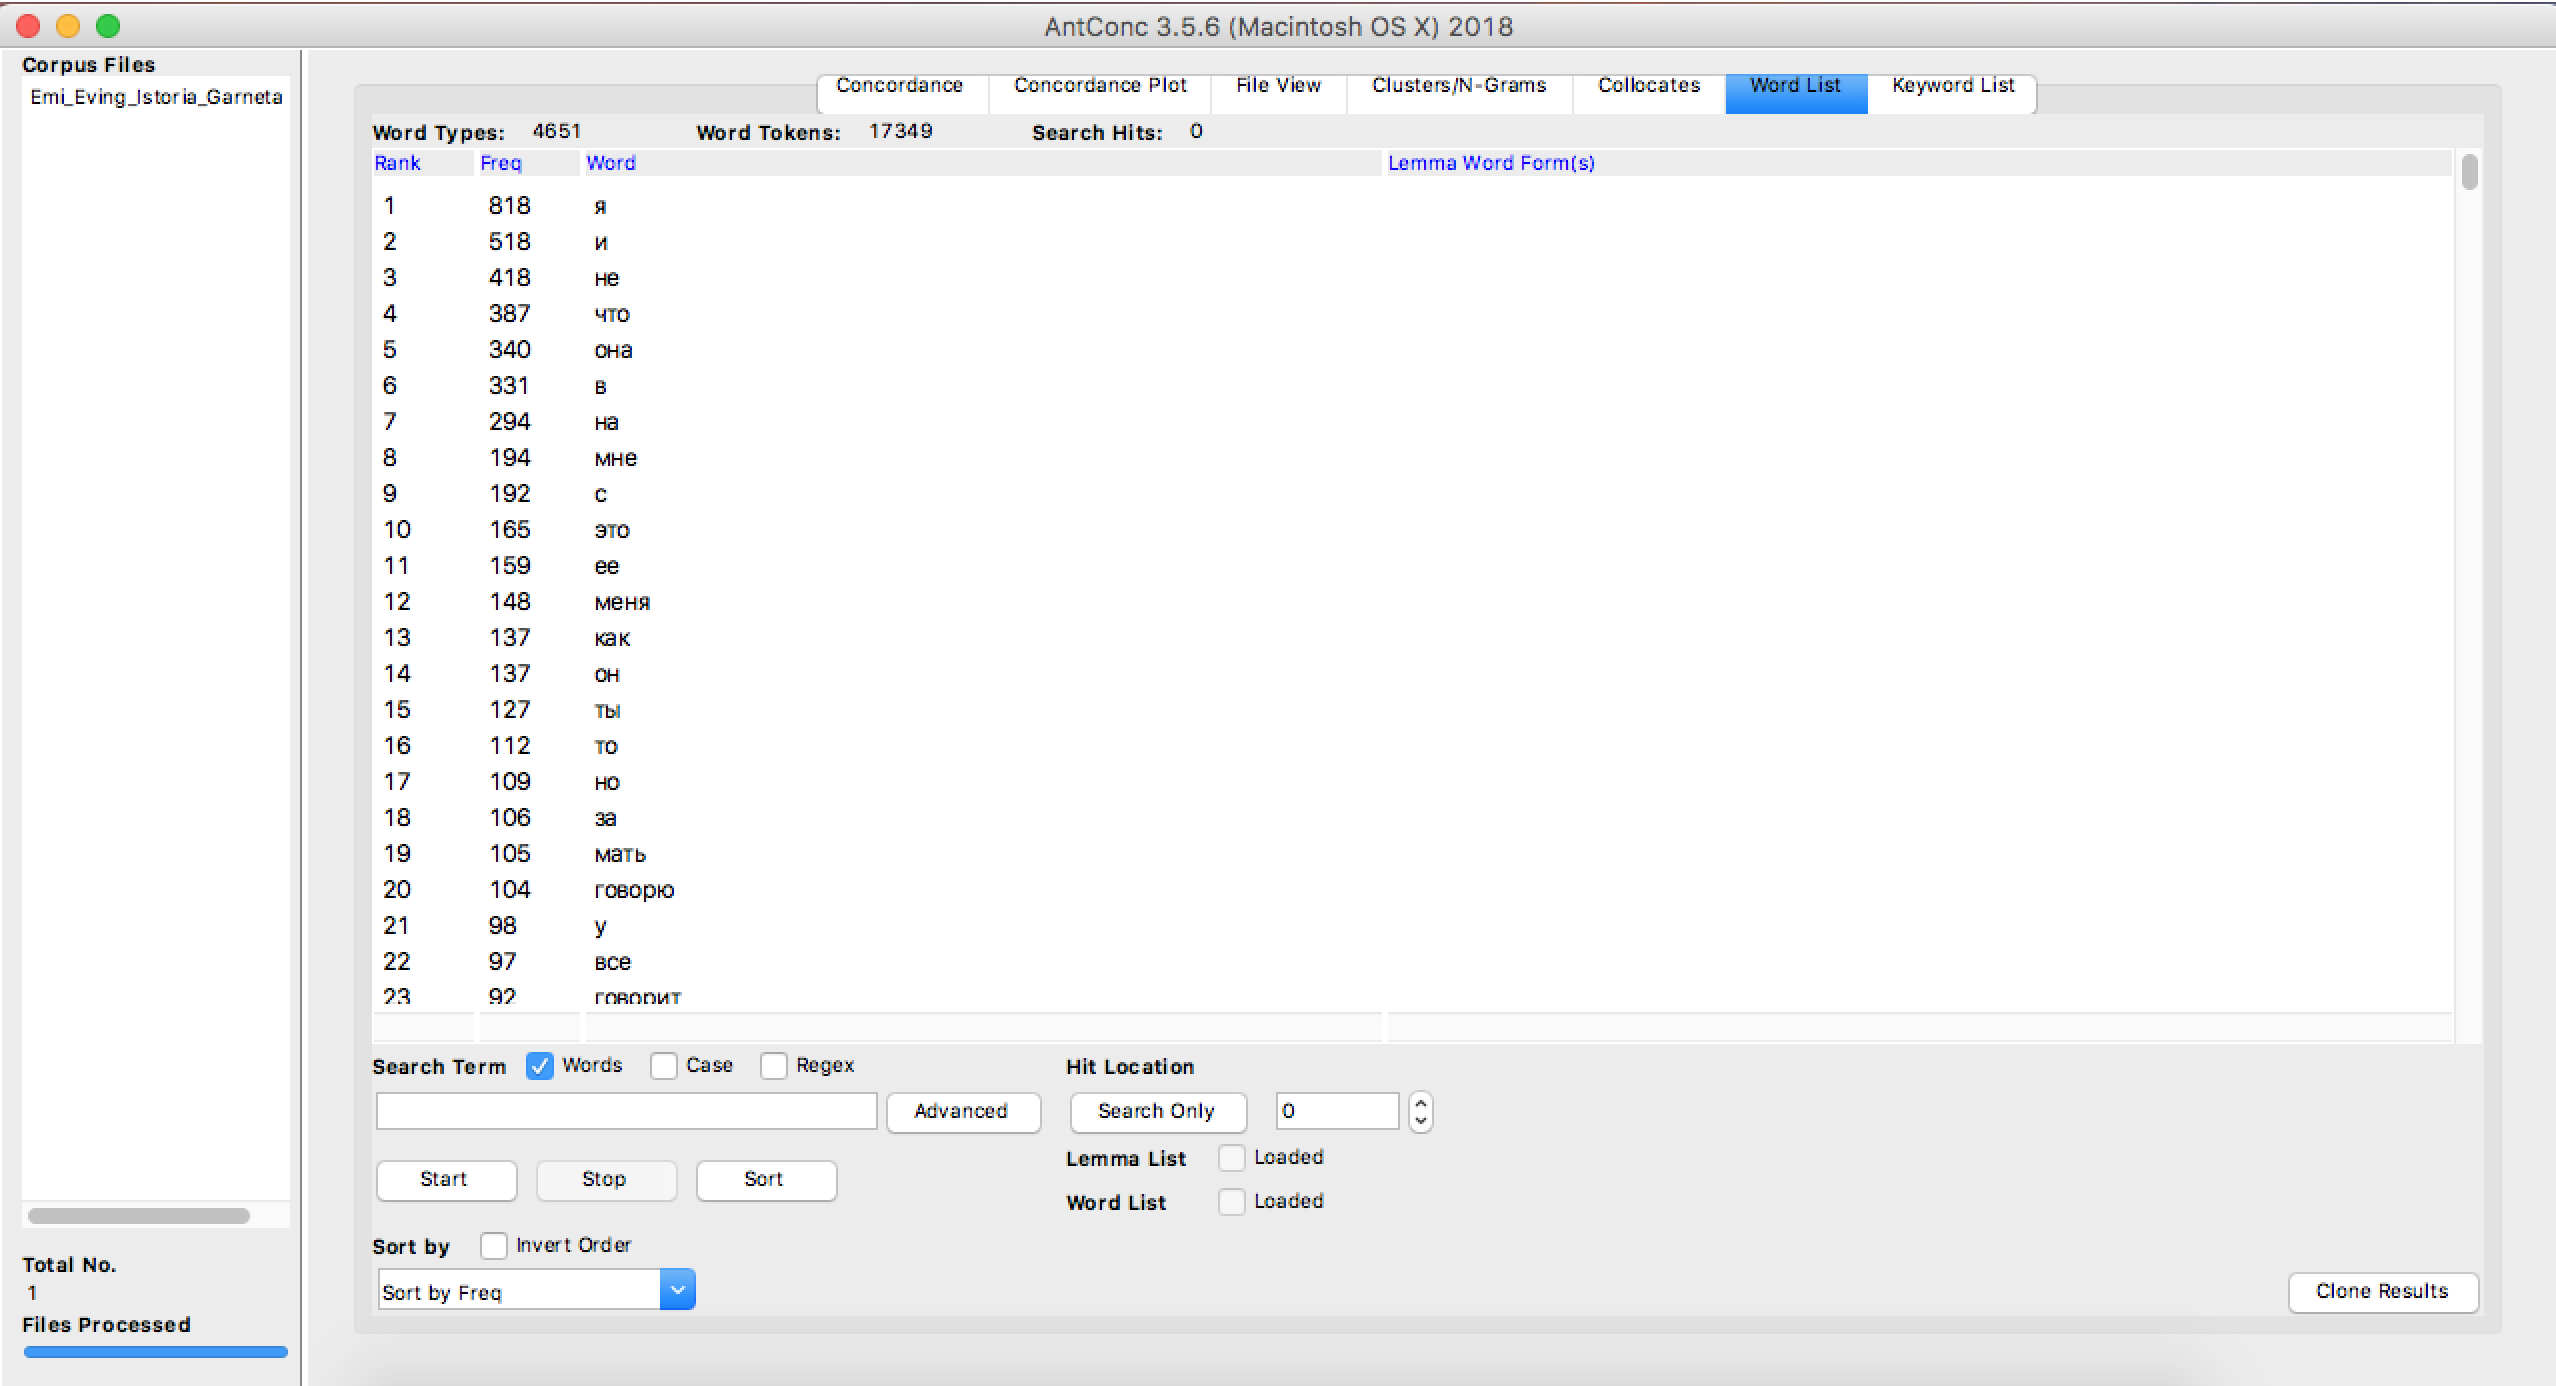 AntConc 3.5.6 (Macintosh OS X) 2018
Corpus Files
Emi_Eving_Istoria_Garneta
Concordance Concordance Plot File View Clusters/N-Grams Collocates Word List Keyword List
Word Types: 4651 Word Tokens: 17349 Search Hits: 0
Rank Freq Word Lemma Word Form(s)
1 818 я
2 518 и
3 418 не
4 387 что
5 340 она
6 331 в
7 294 на
8 194 мне
9 192 с
10 165 это
11 159 ее
12 148 меня
13 137 как
14 137 он
15 127 ты
16 112 то
17 109 но
18 106 за
19 105 мать
20 104 говорю
21 98 у
22 97 все
23 92 говорит
Search Term Words Case Regex Hit Location
Advanced Search Only 0
Lemma List Loaded
Start Stop Sort
Word List Loaded
Sort by Invert Order
Sort by Freq
Clone Results
Total No.
1
Files Processed